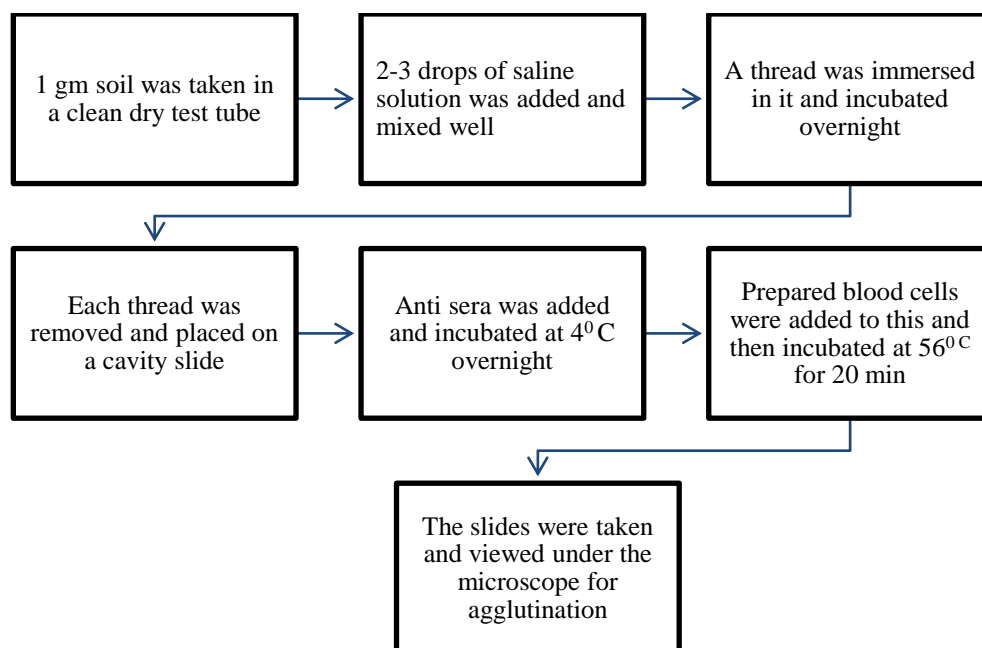 1 gm soil was taken in
a clean dry test tube
2-3 drops of saline
solution was added and
mixed well
A thread was immersed
in it and incubated
overnight
Each thread was
removed and placed on
a cavity slide
Anti sera was added
and incubated at 4⁰ C
overnight
Prepared blood cells
were added to this and
then incubated at 56⁰ ᶜ
for 20 min
The slides were taken
and viewed under the
microscope for
agglutination